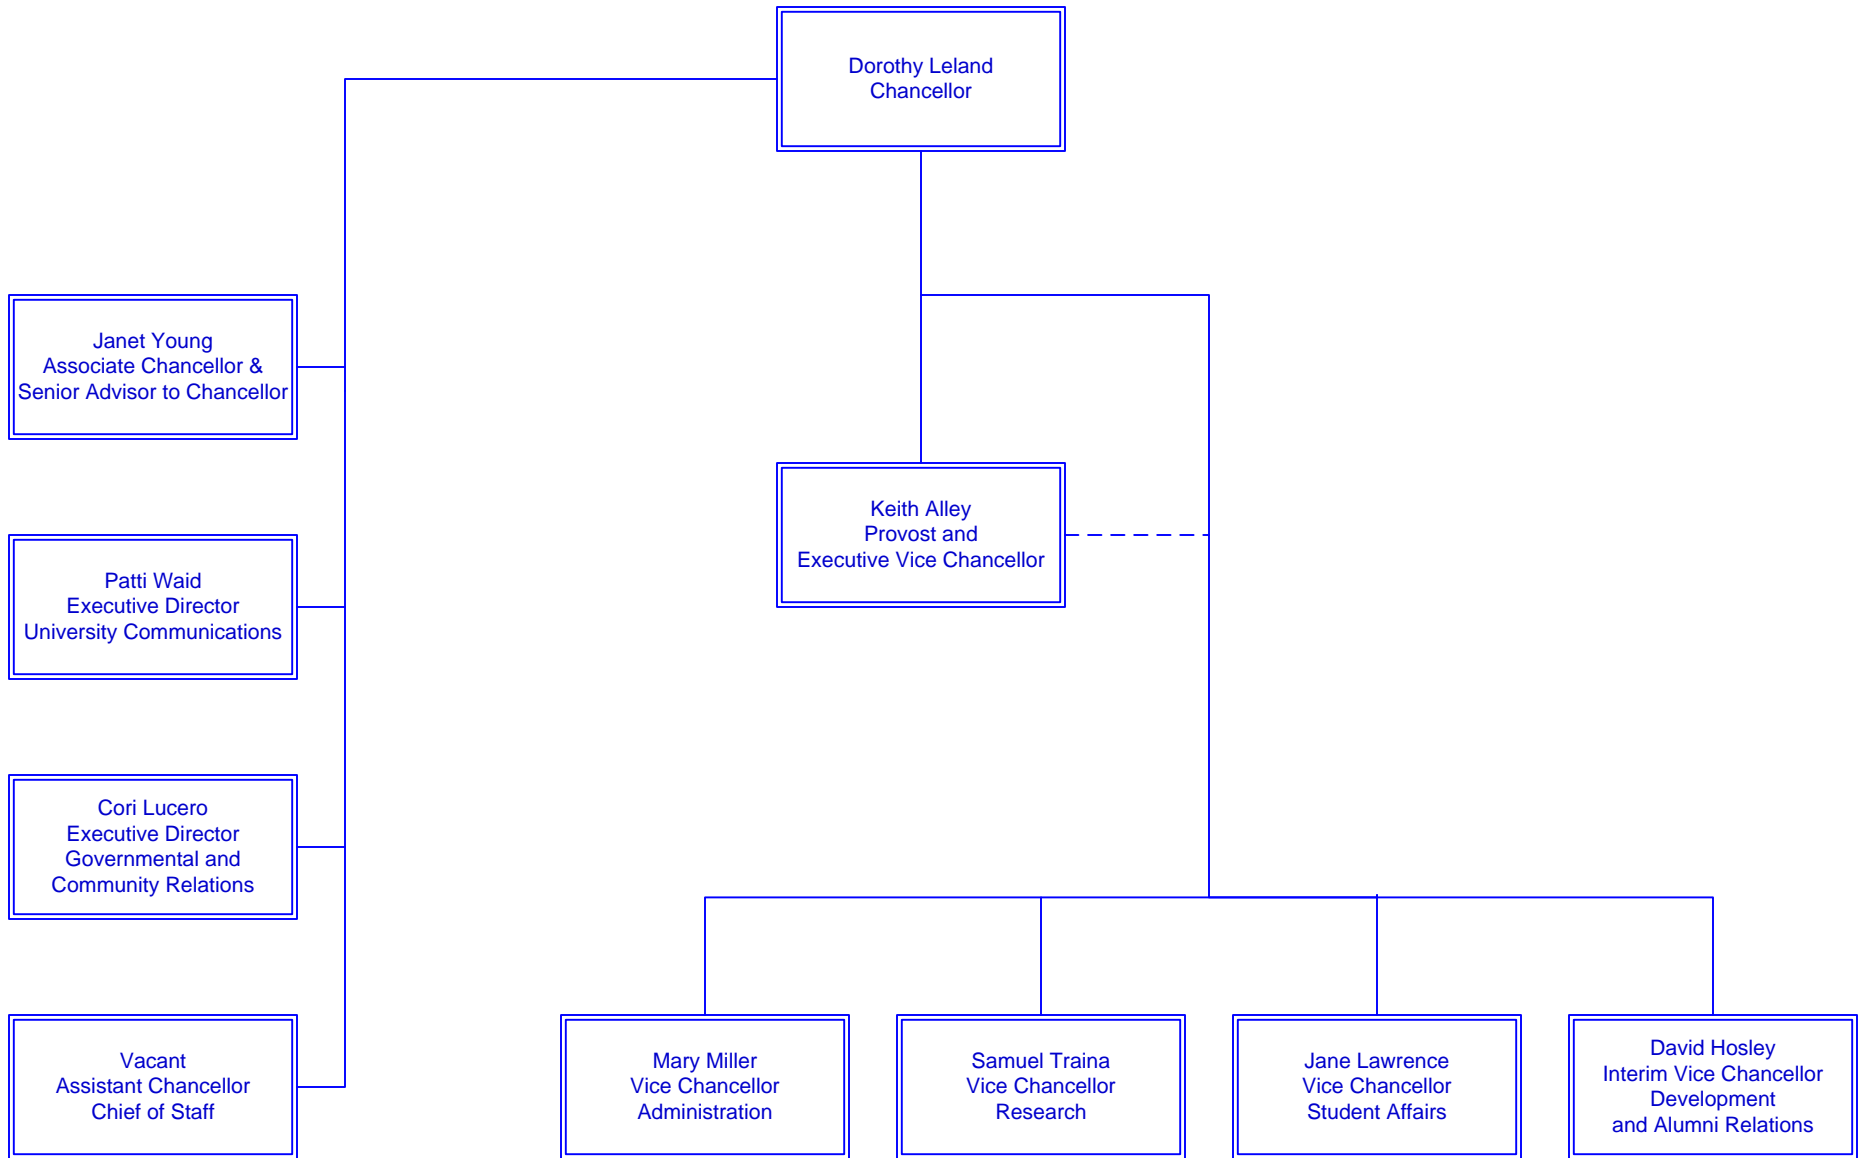 Dorothy Leland
Chancellor
Janet Young
Associate Chancellor &
Senior Advisor to Chancellor
Keith Alley
Provost and
Executive Vice Chancellor
Patti Waid
Executive Director
University Communications
Cori Lucero
Executive Director
Governmental and
Community Relations
Vacant
Assistant Chancellor
Chief of Staff
Mary Miller
Vice Chancellor
Administration
Samuel Traina
Vice Chancellor
Research
Jane Lawrence
Vice Chancellor
Student Affairs
David Hosley
Interim Vice Chancellor
Development
and Alumni Relations